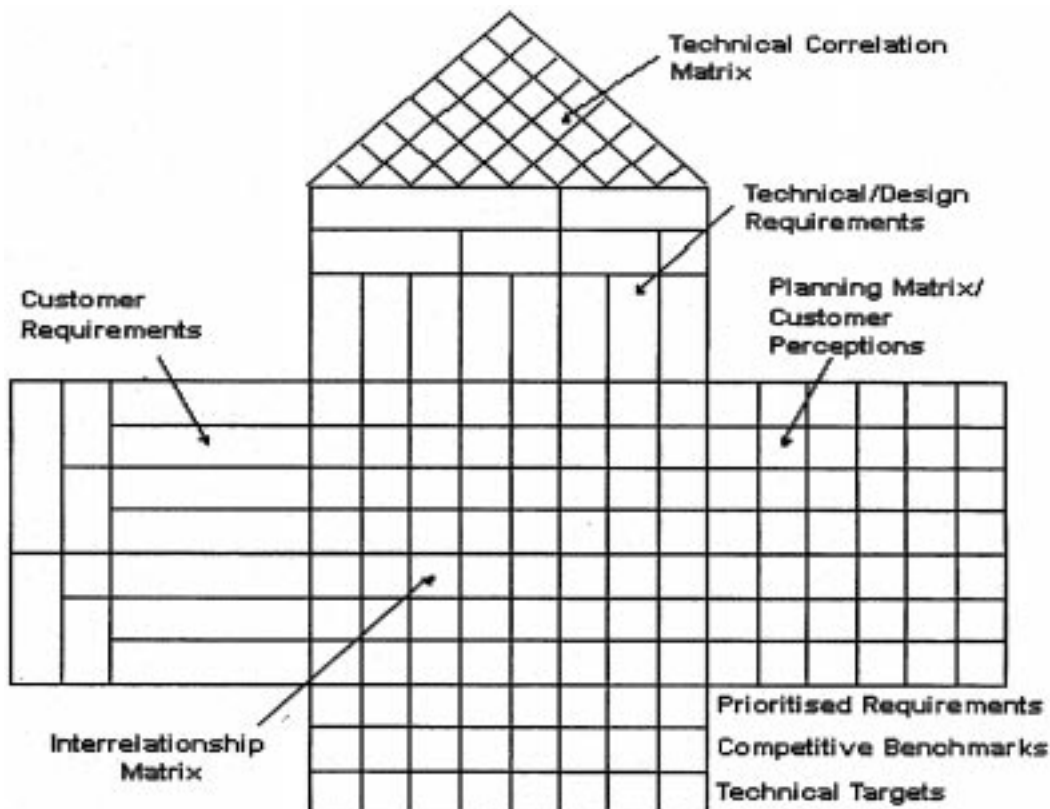 Technical Correlation
Matrix
Technical/Design
Requirements
Customer
Requirements
Planning Matrix/
Customer
Perceptions
Interrelationship
Matrix
Prioritised Requirements
Competitive Benchmarks
Technical Targets